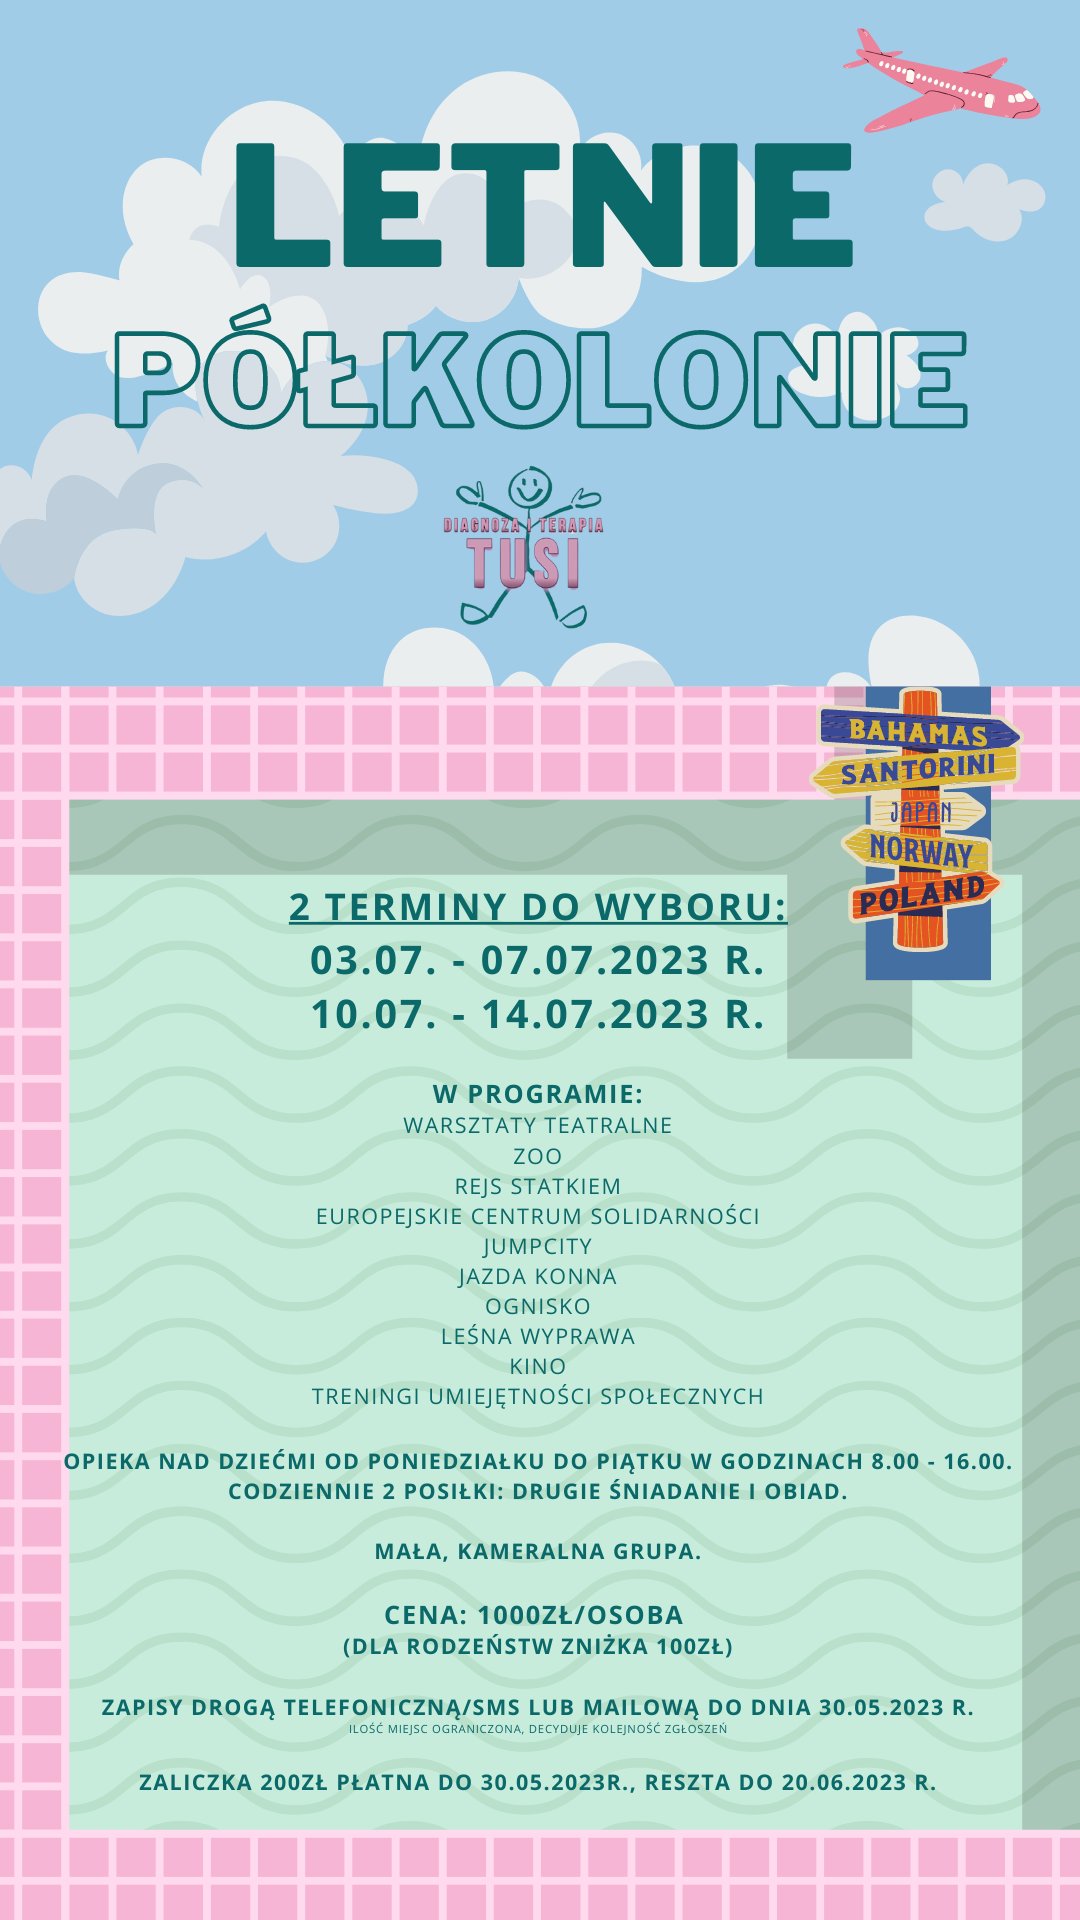 LETNIE
PÓŁKOLONIE
DIAGNOZA I TERAPIA
TUSI
BAHAMAS
SANTORINI
JAPAN
NORWAY
POLAND
2 TERMINY DO WYBORU:
03.07. - 07.07.2023 R.
10.07. - 14.07.2023 R.
W PROGRAMIE:
WARSZTATY TEATRALNE
ZOO
REJS STATKIEM
EUROPEJSKIE CENTRUM SOLIDARNOŚCI
JUMPCITY
JAZDA KONNA
OGNISKO
LEŚNA WYPRAWA
KINO
TRENINGI UMIEJĘTNOŚCI SPOŁECZNYCH
OPIEKA NAD DZIEĆMI OD PONIEDZIAŁKU DO PIĄTKU W GODZINACH 8.00 - 16.00.
CODZIENNIE 2 POSIŁKI: DRUGIE ŚNIADANIE I OBIAD.
MAŁA, KAMERALNA GRUPA.
CENA: 1000ZŁ/OSOBA
(DLA RODZEŃSTW ZNIŻKA 100ZŁ)
ZAPISY DROGĄ TELEFONICZNĄ/SMS LUB MAILOWĄ DO DNIA 30.05.2023 R.
ILOŚĆ MIEJSC OGRANICZONA, DECYDUJE KOLEJNOŚĆ ZGŁOSZEŃ
ZALICZKA 200ZŁ PŁATNA DO 30.05.2023R., RESZTA DO 20.06.2023 R.